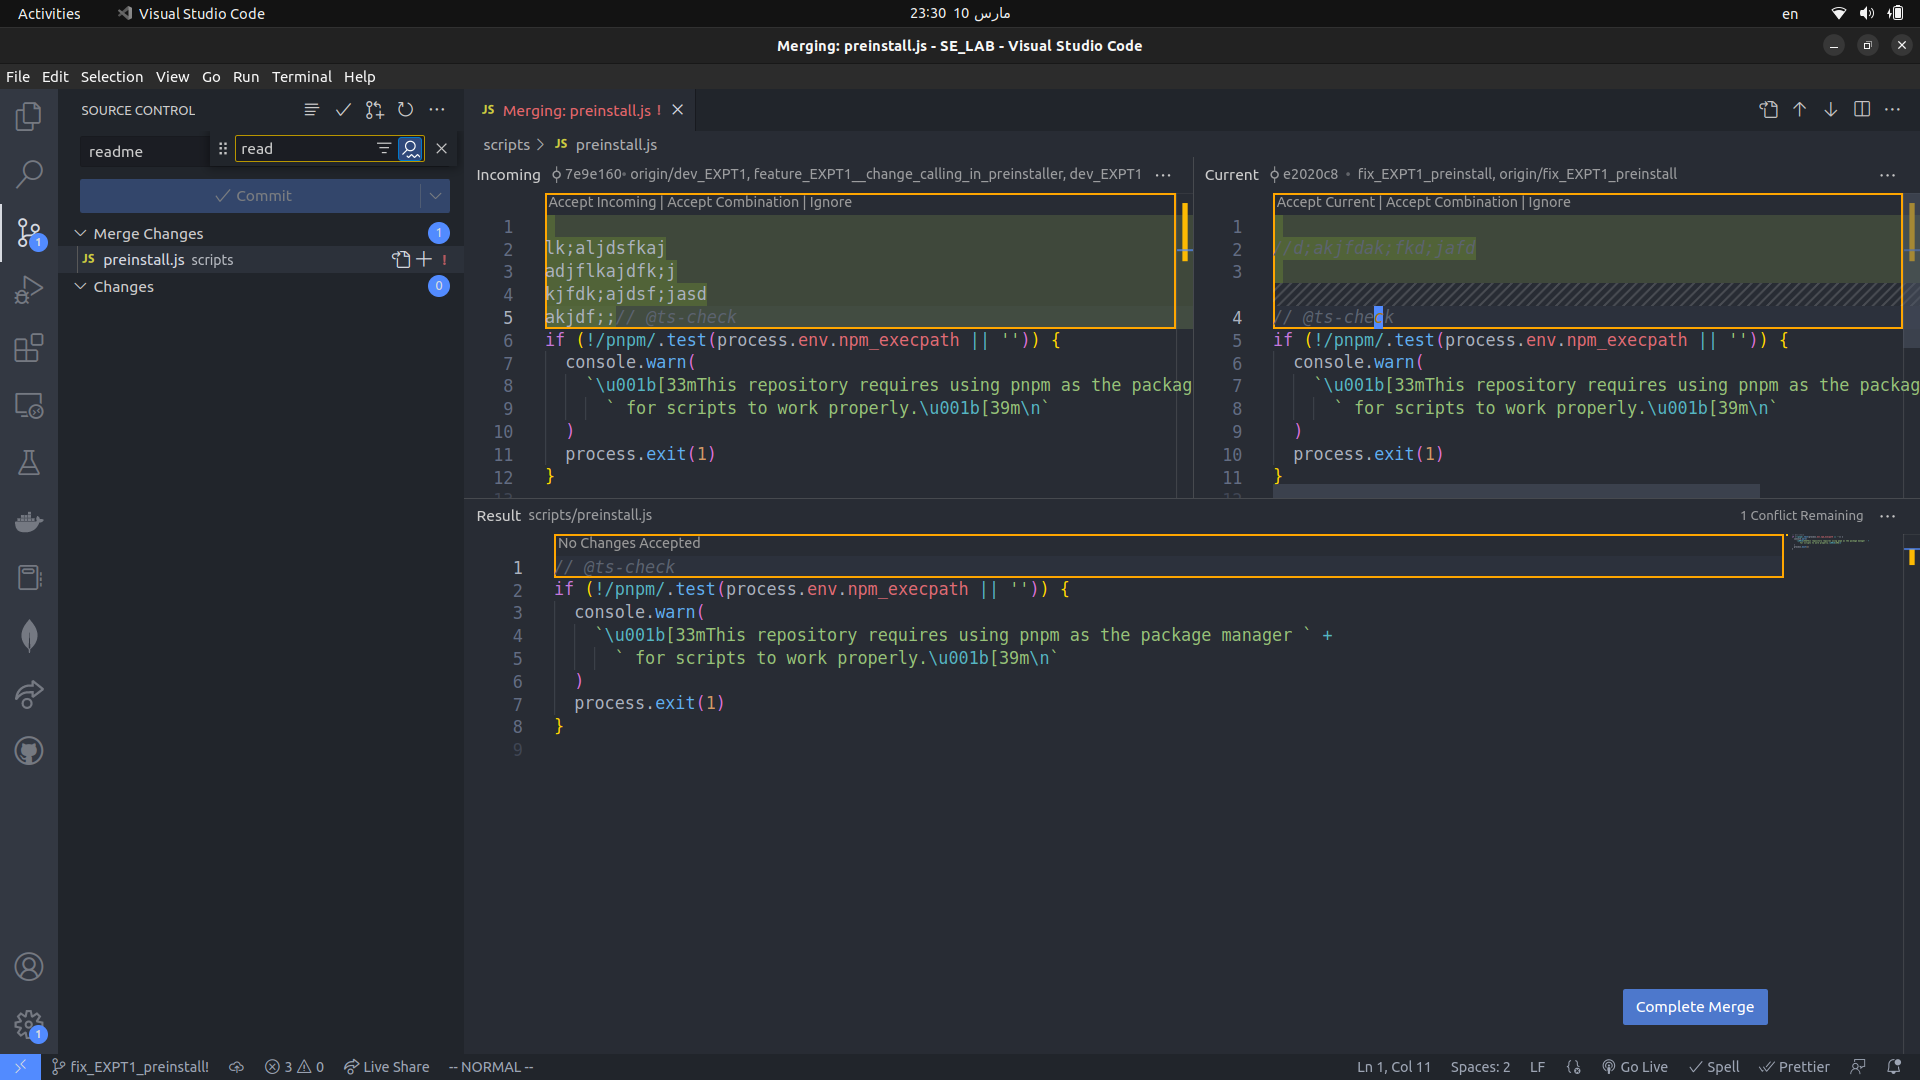 Activities
Visual Studio Code
23:30 10 مارس
en
Merging: preinstall.js - SE_LAB - Visual Studio Code
File Edit Selection View Go Run Terminal Help
SOURCE CONTROL
readme
read
Commit
Merge Changes 1
JS preinstall.js scripts !
Changes 0
1
1
JS Merging: preinstall.js !
scripts > JS preinstall.js
Incoming 7e9e160• origin/dev_EXPT1, feature_EXPT1__change_calling_in_preinstaller, dev_EXPT1 ···
Accept Incoming | Accept Combination | Ignore
1
2 lk;aljdsfkaj
3 adjflkajdfk;j
4 kjfdk;ajdsf;jasd
5 akjdf;;// @ts-check
6 if (!/pnpm/.test(process.env.npm_execpath || '')) {
7 console.warn(
8 `\u001b[33mThis repository requires using pnpm as the packag
9 ` for scripts to work properly.\u001b[39m\n`
10 )
11 process.exit(1)
12 }
Current e2020c8 • fix_EXPT1_preinstall, origin/fix_EXPT1_preinstall ···
Accept Current | Accept Combination | Ignore
1
2 //d;akjfdak;fkd;jafd
3
4 // @ts-check
5 if (!/pnpm/.test(process.env.npm_execpath || '')) {
6 console.warn(
7 `\u001b[33mThis repository requires using pnpm as the packag
8 ` for scripts to work properly.\u001b[39m\n`
9 )
10 process.exit(1)
11 }
Result scripts/preinstall.js
1 Conflict Remaining ···
No Changes Accepted
1 // @ts-check
2 if (!/pnpm/.test(process.env.npm_execpath || '')) {
3 console.warn(
4 `\u001b[33mThis repository requires using pnpm as the package manager ` +
5 ` for scripts to work properly.\u001b[39m\n`
6 )
7 process.exit(1)
8 }
9
Complete Merge
fix_EXPT1_preinstall! 3 0 Live Share -- NORMAL --
Ln 1, Col 11 Spaces: 2 LF Go Live Spell Prettier